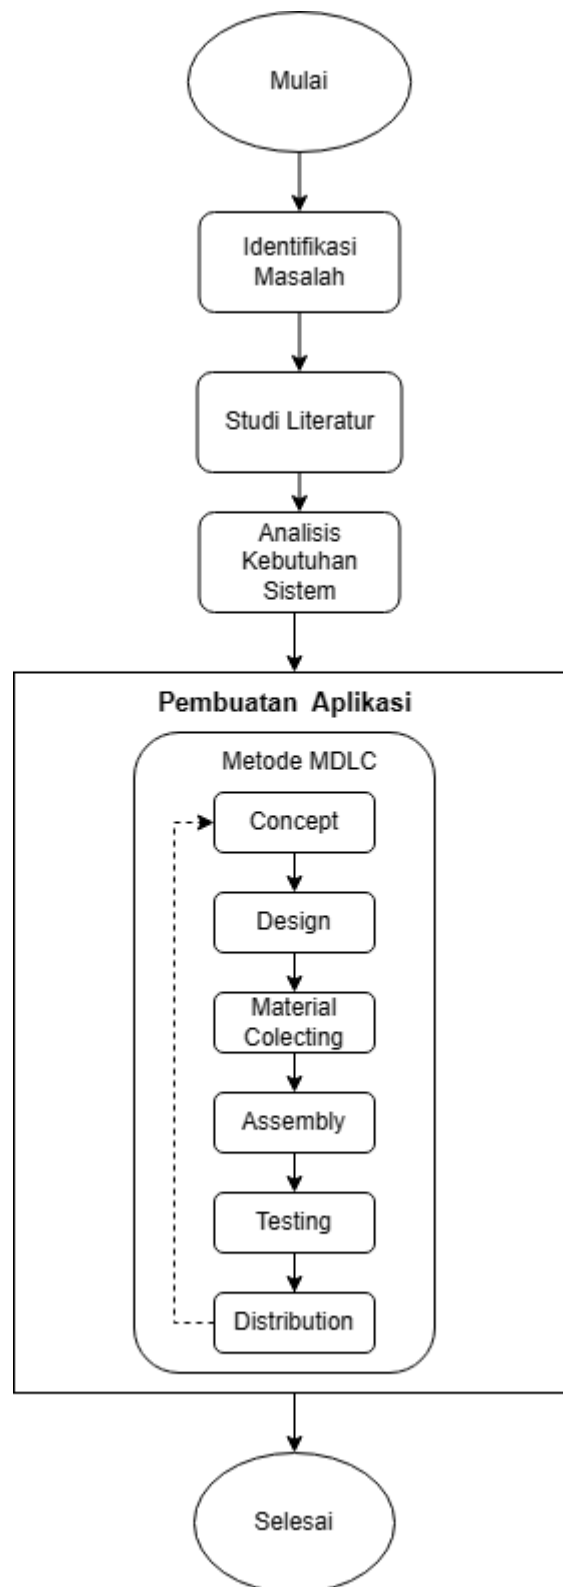 Mulai
Identifikasi
Masalah
Studi Literatur
Analisis
Kebutuhan
Sistem
Pembuatan Aplikasi
Metode MDLC
Concept
Design
Material
Colecting
Assembly
Testing
Distribution
Selesai